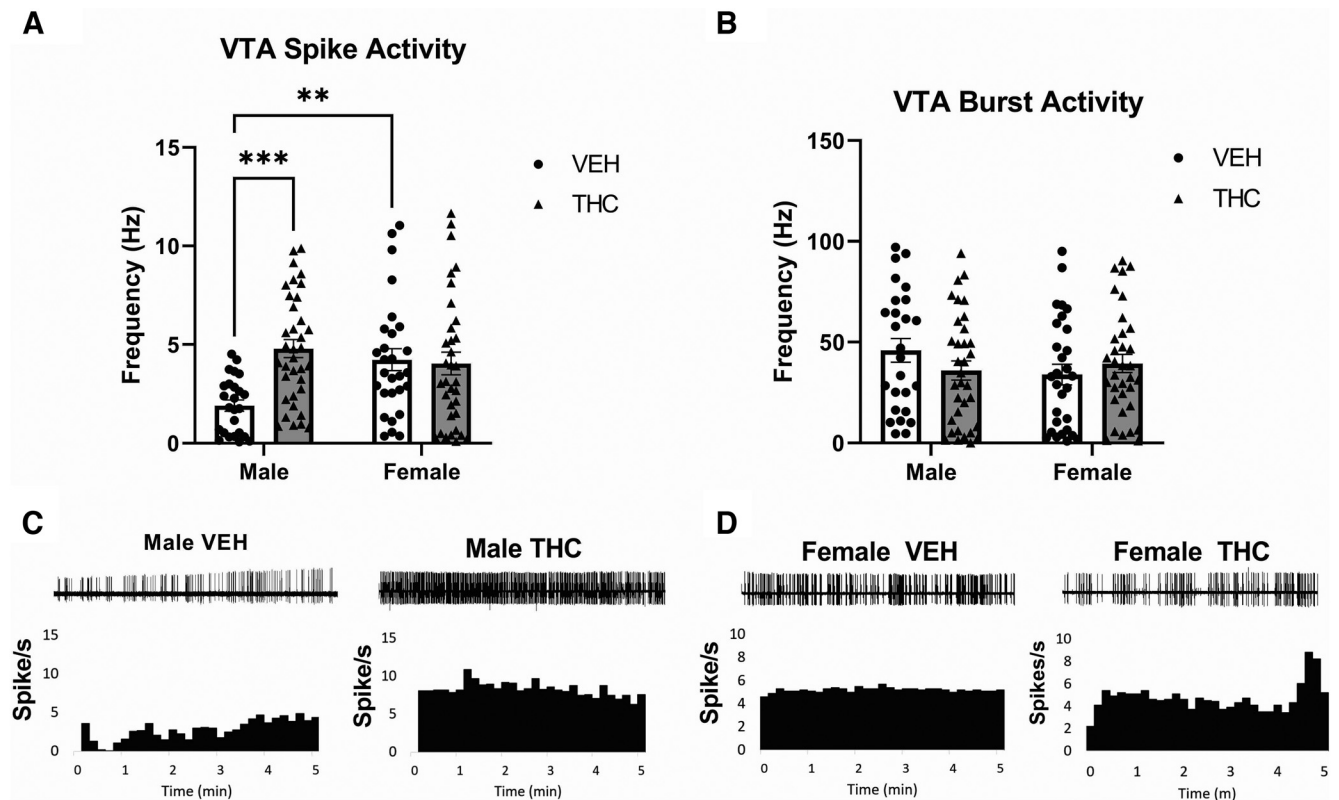 A
VTA Spike Activity
**
***
VEH
THC
Frequency (Hz)
15
10
5
0
Male
Female
B
VTA Burst Activity
VEH
THC
Frequency (Hz)
150
100
50
0
Male
Female
C
Male VEH
Spike/s
15
10
5
0
0 1 2 3 4 5
Time (min)
Male THC
Spike/s
15
10
5
0
0 1 2 3 4 5
Time (min)
D
Female VEH
Spike/s
10
8
6
4
2
0
0 1 2 3 4 5
Time (min)
Female THC
Spikes/s
10
8
6
4
2
0
0 1 2 3 4 5
Time (m)